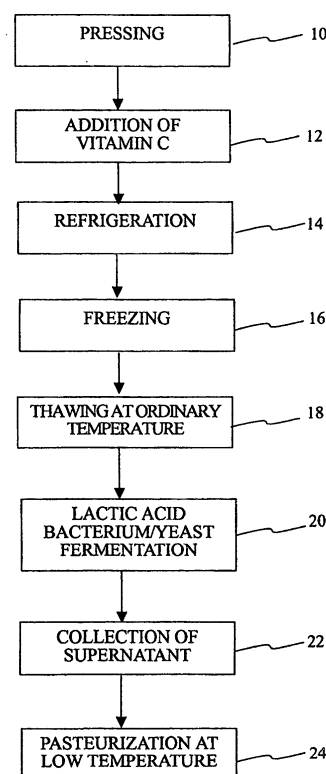 PRESSING
10
ADDITION OF
VITAMIN C
12
REFRIGERATION
14
FREEZING
16
THAWING AT ORDINARY
TEMPERATURE
18
LACTIC ACID
BACTERIUM/YEAST
FERMENTATION
20
COLLECTION OF
SUPERNATANT
22
PASTEURIZATION AT
LOW TEMPERATURE
24